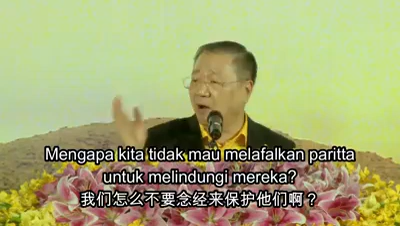 Mengapa kita tidak mau melafalkan paritta
untuk melindungi mereka?
我们怎么不要念经来保护他们啊？